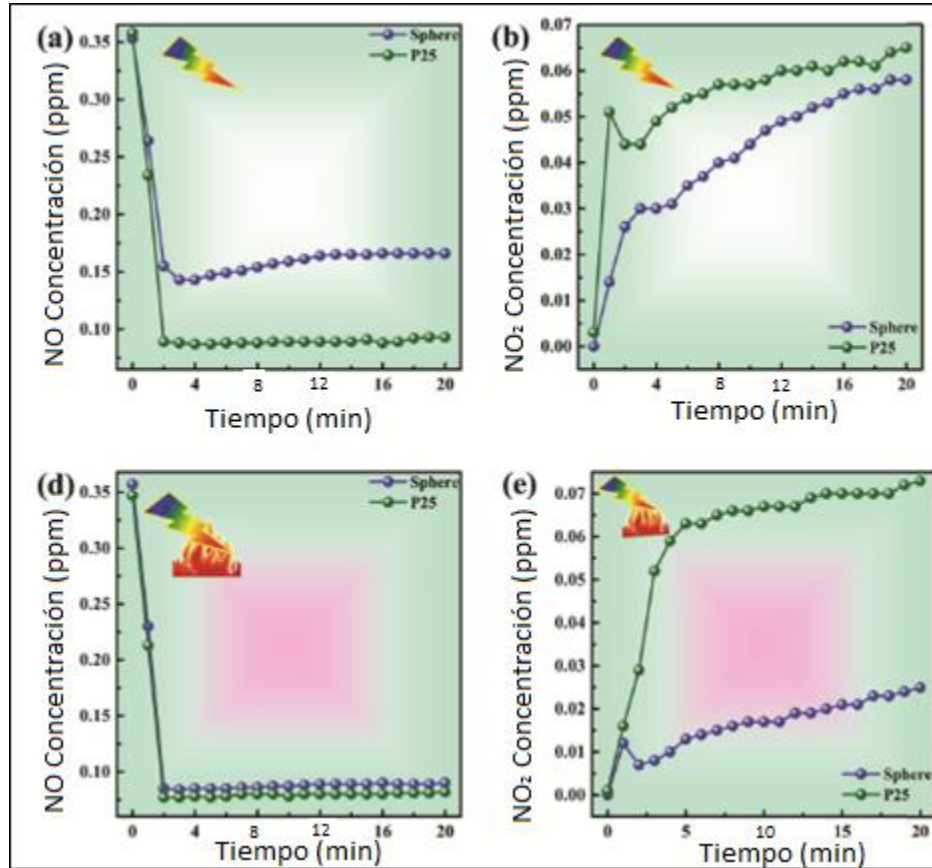 (a)
Sphere
P25
NO Concentración (ppm)
0.35
0.30
0.25
0.20
0.15
0.10
0 4 8 12 16 20
Tiempo (min)
(b)
NO₂ Concentración (ppm)
0.07
0.06
0.05
0.04
0.03
0.02
0.01
0.00
Sphere
P25
0 4 8 12 16 20
Tiempo (min)
(d)
Sphere
P25
NO Concentración (ppm)
0.35
0.30
0.25
0.20
0.15
0.10
0 4 8 12 16 20
Tiempo (min)
(e)
NO₂ Concentración (ppm)
0.07
0.06
0.05
0.04
0.03
0.02
0.01
0.00
Sphere
P25
0 5 10 15 20
Tiempo (min)